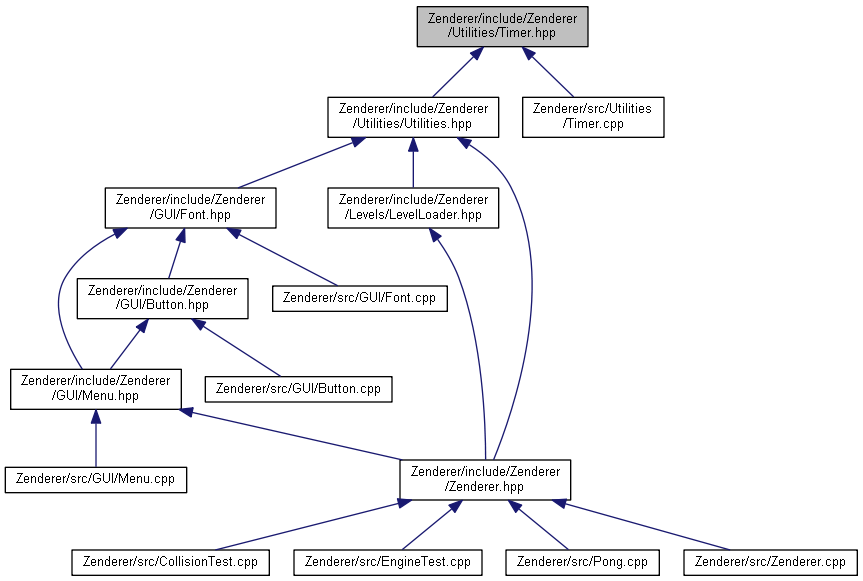 Zenderer/include/Zenderer
/Utilities/Timer.hpp
Zenderer/include/Zenderer
/Utilities/Utilities.hpp
Zenderer/src/Utilities
/Timer.cpp
Zenderer/include/Zenderer
/GUI/Font.hpp
Zenderer/include/Zenderer
/Levels/LevelLoader.hpp
Zenderer/include/Zenderer
/GUI/Button.hpp
Zenderer/src/GUI/Font.cpp
Zenderer/include/Zenderer
/GUI/Menu.hpp
Zenderer/src/GUI/Button.cpp
Zenderer/src/GUI/Menu.cpp
Zenderer/include/Zenderer
/Zenderer.hpp
Zenderer/src/CollisionTest.cpp
Zenderer/src/EngineTest.cpp
Zenderer/src/Pong.cpp
Zenderer/src/Zenderer.cpp